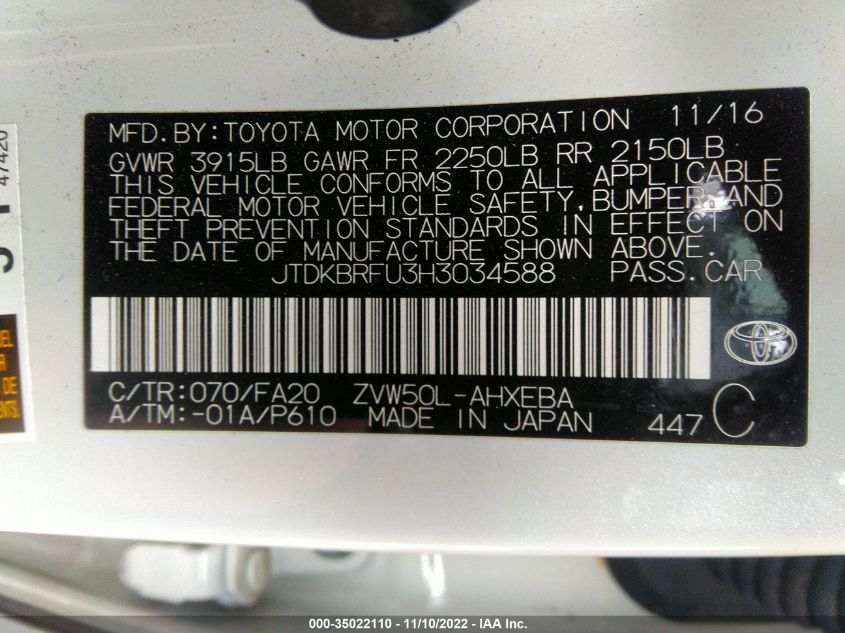 MFD.BY:TOYOTA MOTOR CORPORATION 11/16
GVWR 3915LB GAWR FR 2250LB RR 2150LB
THIS VEHICLE CONFORMS TO ALL APPLICABLE
FEDERAL MOTOR VEHICLE SAFETY,BUMPER,AND
THEFT PREVENTION STANDARDS IN EFFECT ON
THE DATE OF MANUFACTURE SHOWN ABOVE.
JTDKBRFU3H3034588 PASS.CAR
C/TR:070/FA20 ZVW50L-AHXEBA
A/TM:-01A/P610 MADE IN JAPAN 447 C
47420
DEL
DE
000-35022110 - 11/10/2022 - IAA Inc.